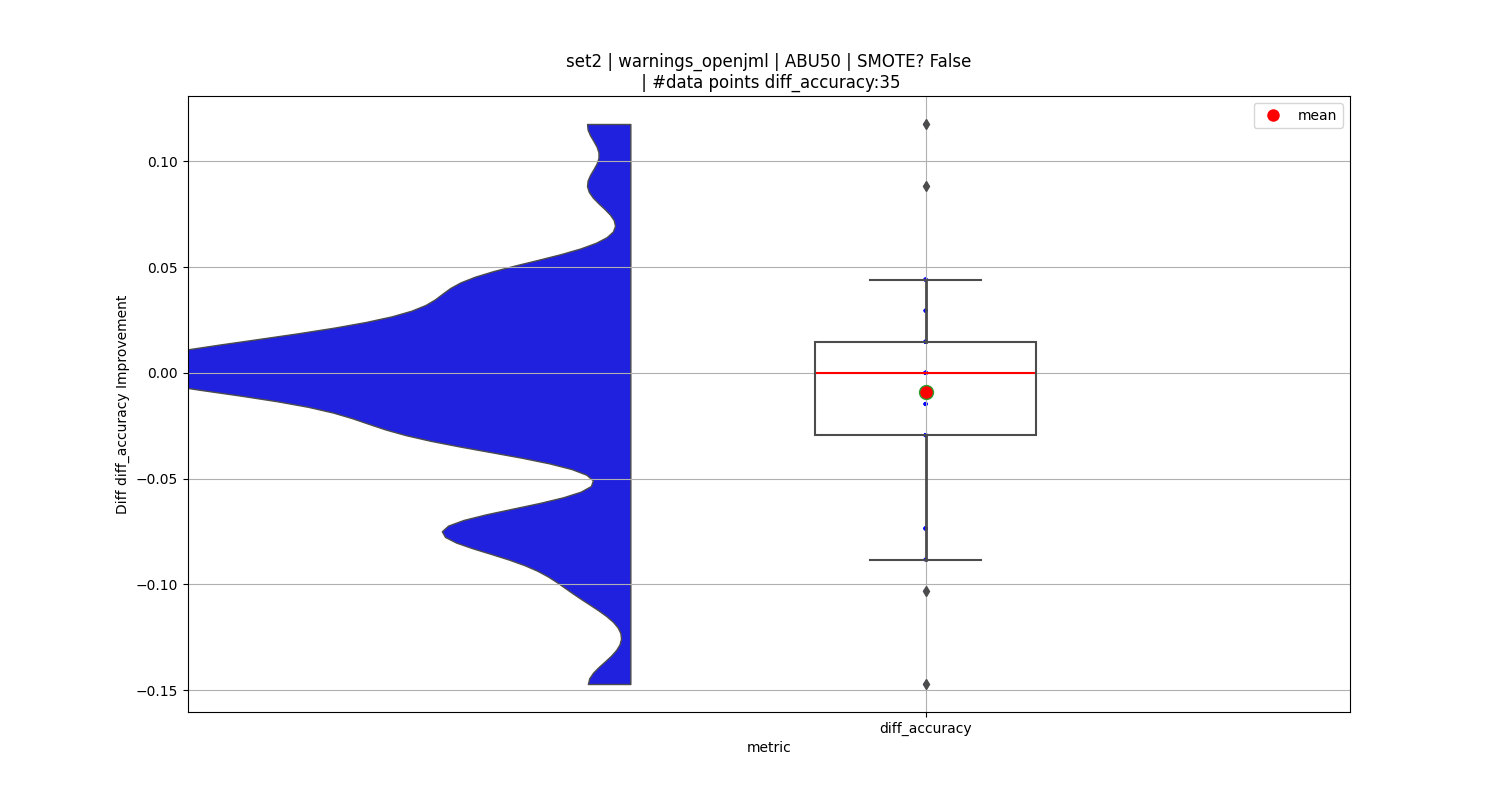 set2 | warnings_openjml | ABU50 | SMOTE? False
| #data points diff_accuracy:35
mean
0.10
0.05
0.00
−0.05
−0.10
−0.15
Diff diff_accuracy Improvement
diff_accuracy
metric